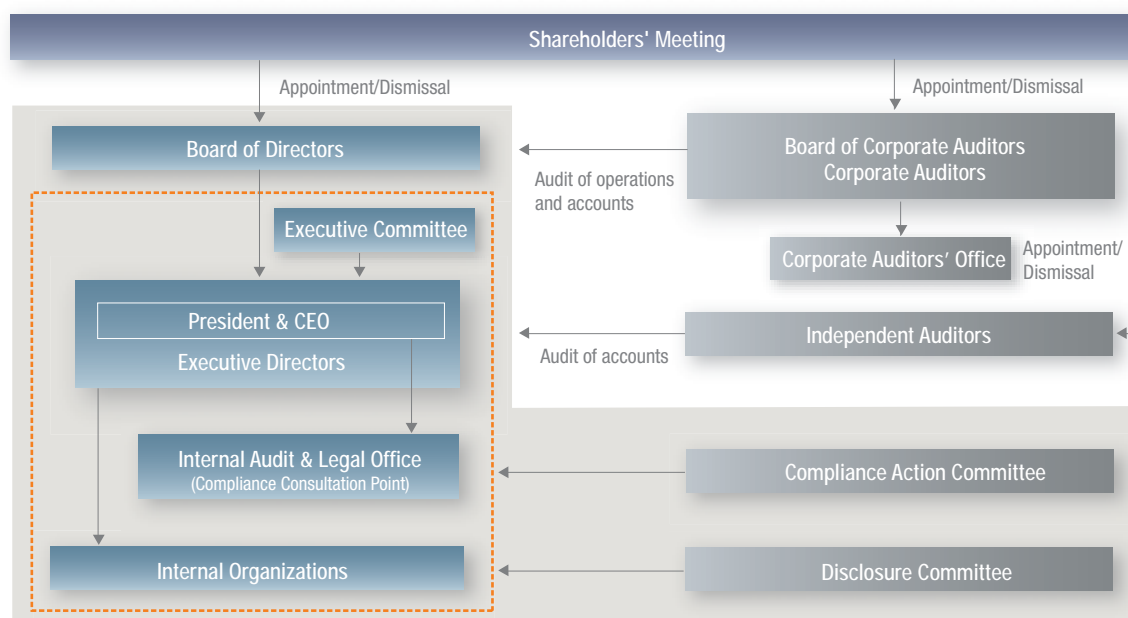 Shareholders' Meeting
Appointment/Dismissal
Appointment/Dismissal
Board of Directors
Board of Corporate Auditors
Corporate Auditors
Audit of operations
and accounts
Executive Committee
Corporate Auditors’ Office
Appointment/
Dismissal
President & CEO
Executive Directors
Independent Auditors
Audit of accounts
Internal Audit & Legal Office
(Compliance Consultation Point)
Compliance Action Committee
Internal Organizations
Disclosure Committee